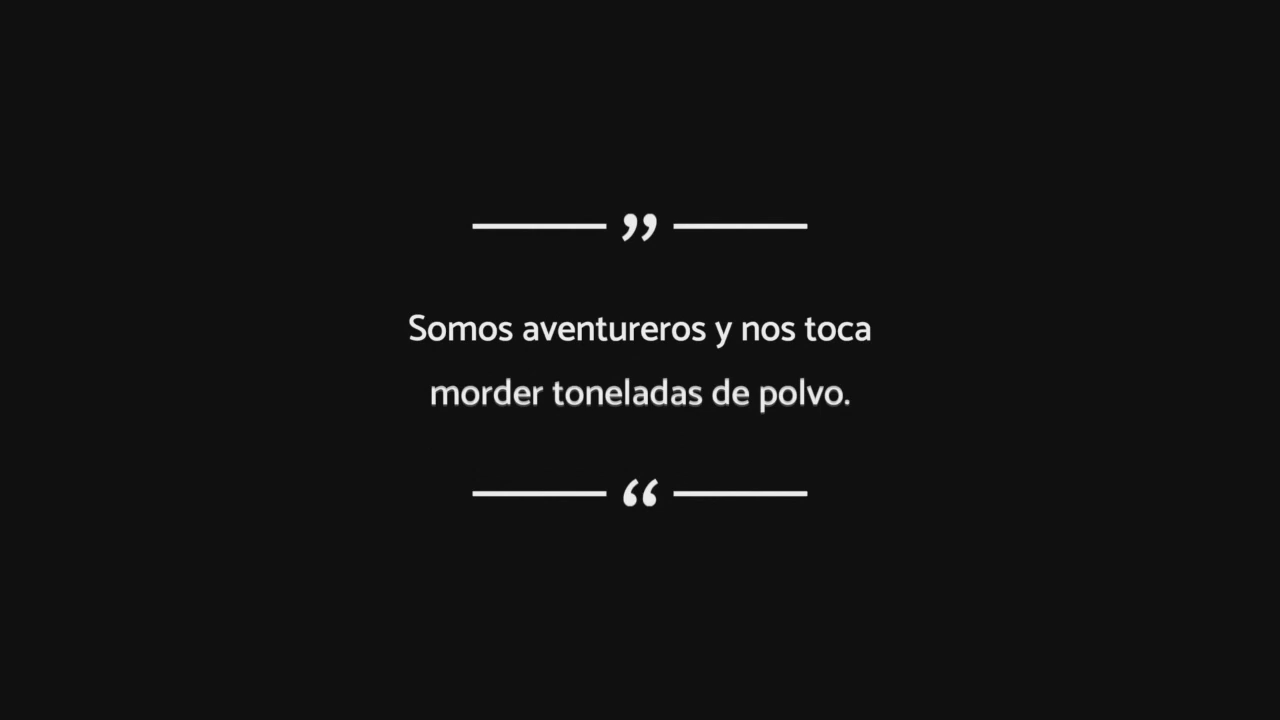 ”
Somos aventureros y nos toca
morder toneladas de polvo.
“